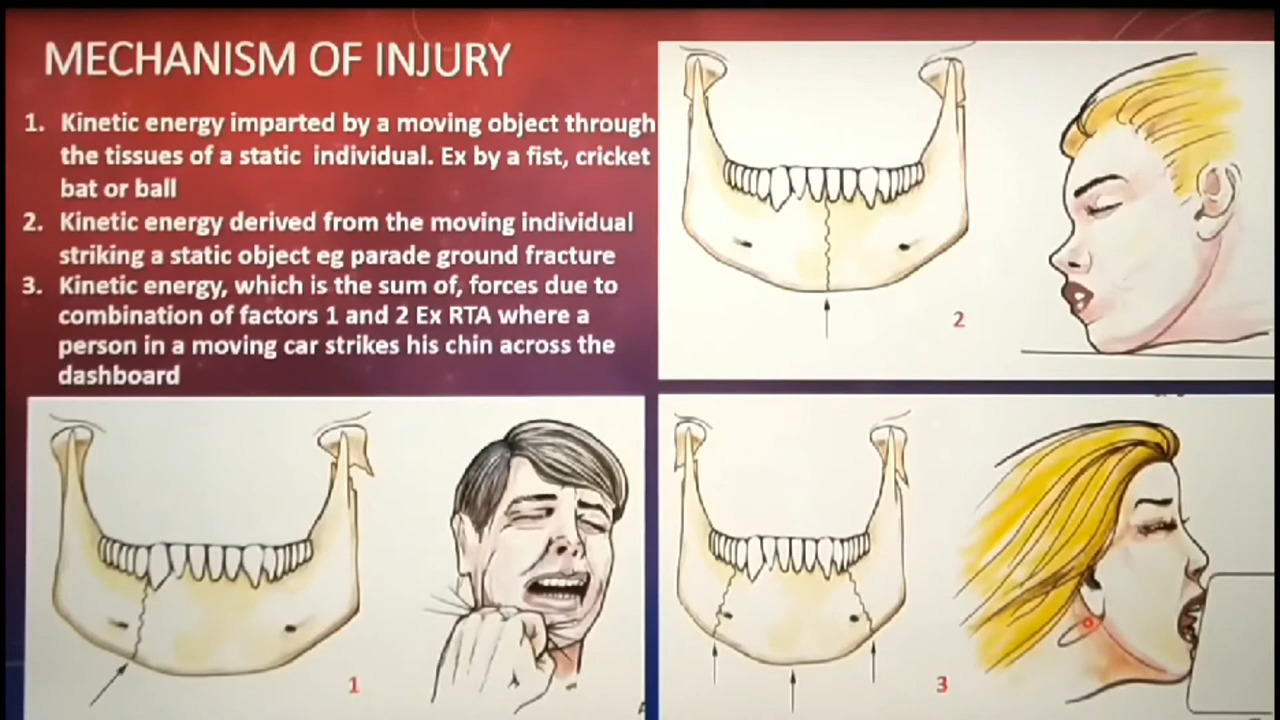 MECHANISM OF INJURY
1. Kinetic energy imparted by a moving object through
the tissues of a static individual. Ex by a fist, cricket
bat or ball
2. Kinetic energy derived from the moving individual
striking a static object eg parade ground fracture
3. Kinetic energy, which is the sum of, forces due to
combination of factors 1 and 2 Ex RTA where a
person in a moving car strikes his chin across the
dashboard
2
1
3